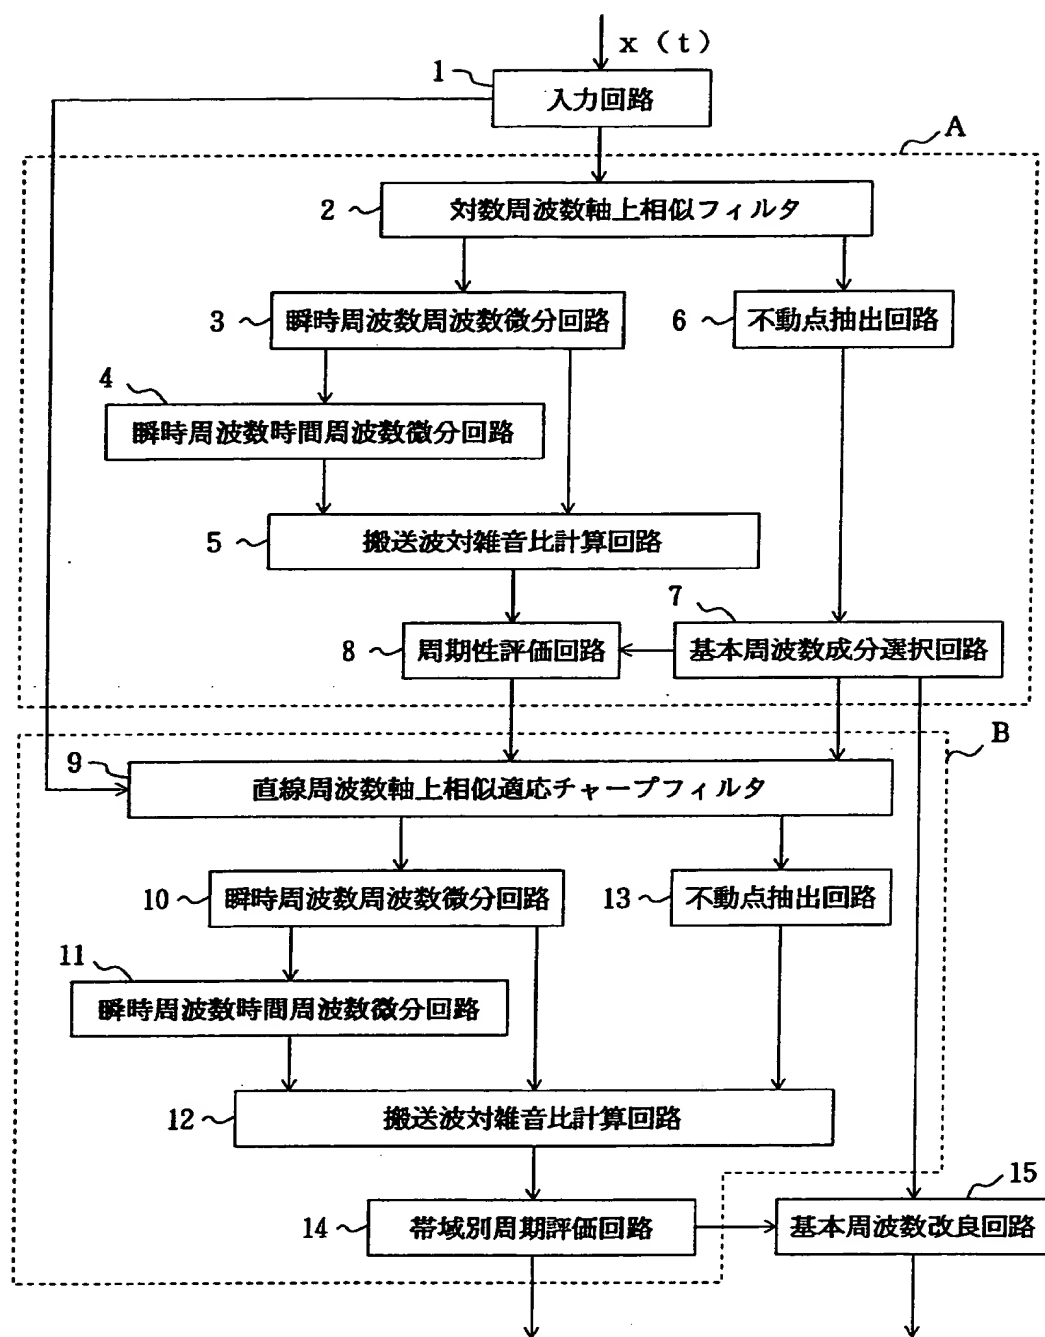 x(t)
1
入力回路
A
2
対数周波数軸上相似フィルタ
3
瞬時周波数周波数微分回路
6
不動点抽出回路
4
瞬時周波数時間周波数微分回路
5
搬送波対雑音比計算回路
7
8
周期性評価回路
基本周波数成分選択回路
B
9
直線周波数軸上相似適応チャープフィルタ
10
瞬時周波数周波数微分回路
13
不動点抽出回路
11
瞬時周波数時間周波数微分回路
12
搬送波対雑音比計算回路
15
14
帯域別周期評価回路
基本周波数改良回路